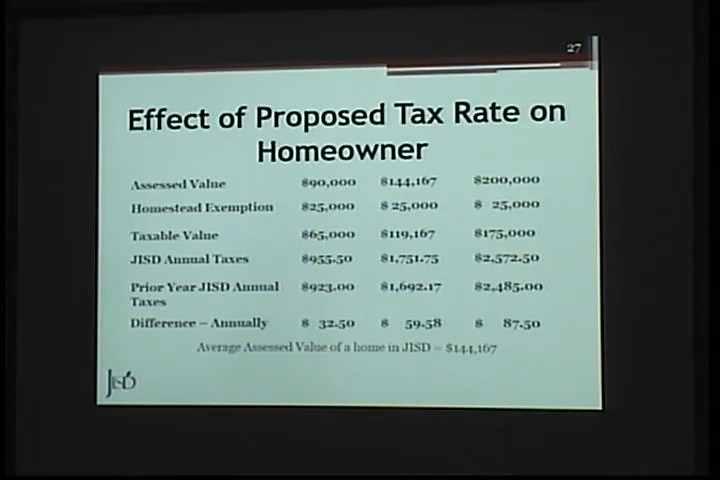 27
Effect of Proposed Tax Rate on
Homeowner
Assessed Value $90,000 $144,167 $200,000
Homestead Exemption $25,000 $ 25,000 $ 25,000
Taxable Value $65,000 $119,167 $175,000
JISD Annual Taxes $955.50 $1,751.75 $2,572.50
Prior Year JISD Annual $923.00 $1,692.17 $2,485.00
Taxes
Difference – Annually $ 32.50 $ 59.58 $ 87.50
Average Assessed Value of a home in JISD = $144,167
JISD